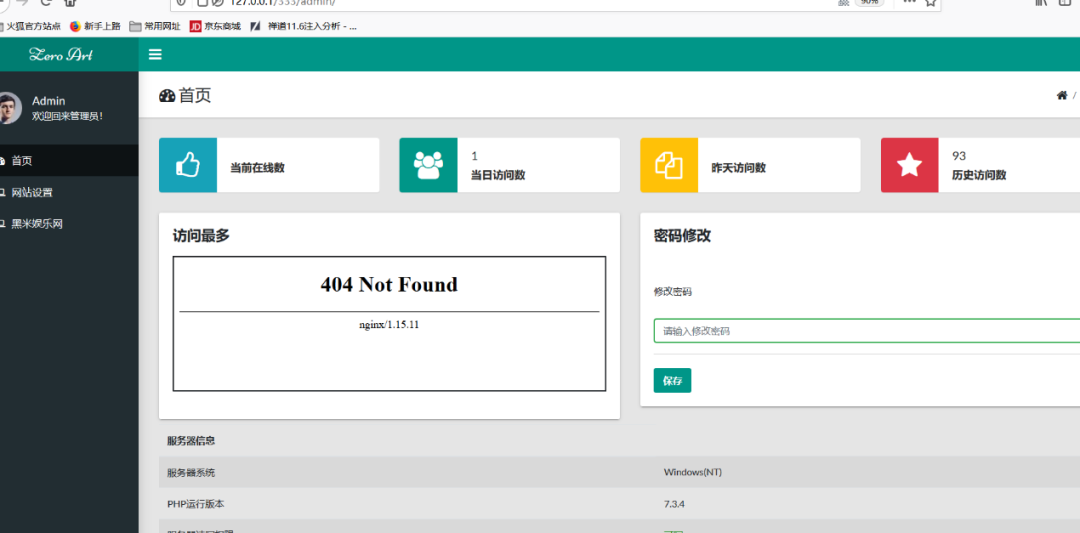 127.0.0.1/333/admin/
90%
火狐官方站点 新手上路 常用网址 JD 京东商城 禅道11.6注入分析 - ...
Zero Art
Admin
欢迎回来管理员!
首页
网站设置
黑米娱乐网
首页
/
当前在线数
1
当日访问数
昨天访问数
93
历史访问数
访问最多
404 Not Found
nginx/1.15.11
密码修改
修改密码
请输入修改密码
保存
服务器信息
服务器系统 Windows(NT)
PHP运行版本 7.3.4